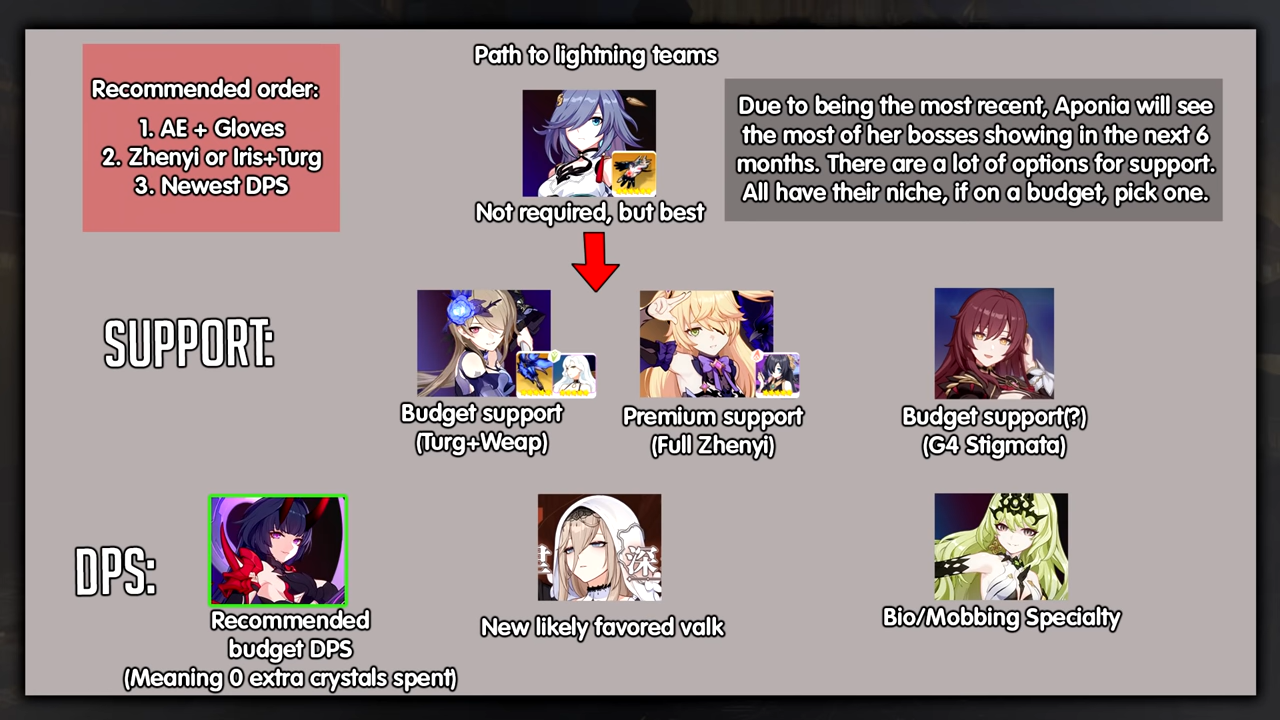 Path to lightning teams
Recommended order:
1. AE + Gloves
2. Zhenyi or Iris+Turg
3. Newest DPS
Due to being the most recent, Aponia will see
the most of her bosses showing in the next 6
months. There are a lot of options for support.
All have their niche, if on a budget, pick one.
Not required, but best
SUPPORT:
Budget support
(Turg+Weap)
Premium support
(Full Zhenyi)
Budget support(?)
(G4 Stigmata)
DPS:
深
Recommended
budget DPS
(Meaning 0 extra crystals spent)
New likely favored valk
Bio/Mobbing Specialty